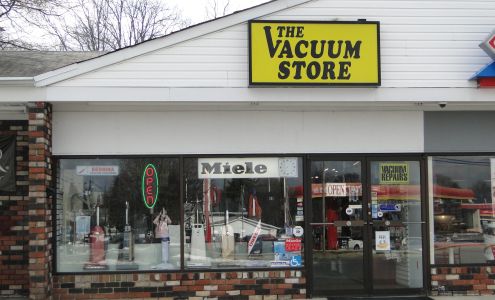 THE
VACUUM
STORE
Miele
OPEN
OPEN
VACUUM
REPAIRS